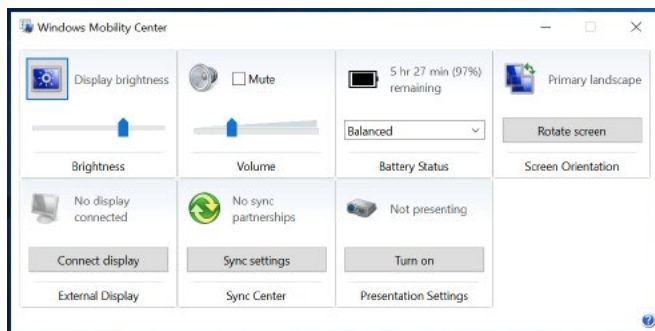 Windows Mobility Center
Display brightness
Brightness
Mute
Volume
5 hr 27 min (97%)
remaining
Balanced
Battery Status
Primary landscape
Rotate screen
Screen Orientation
No display
connected
Connect display
External Display
No sync
partnerships
Sync settings
Sync Center
Not presenting
Turn on
Presentation Settings
?